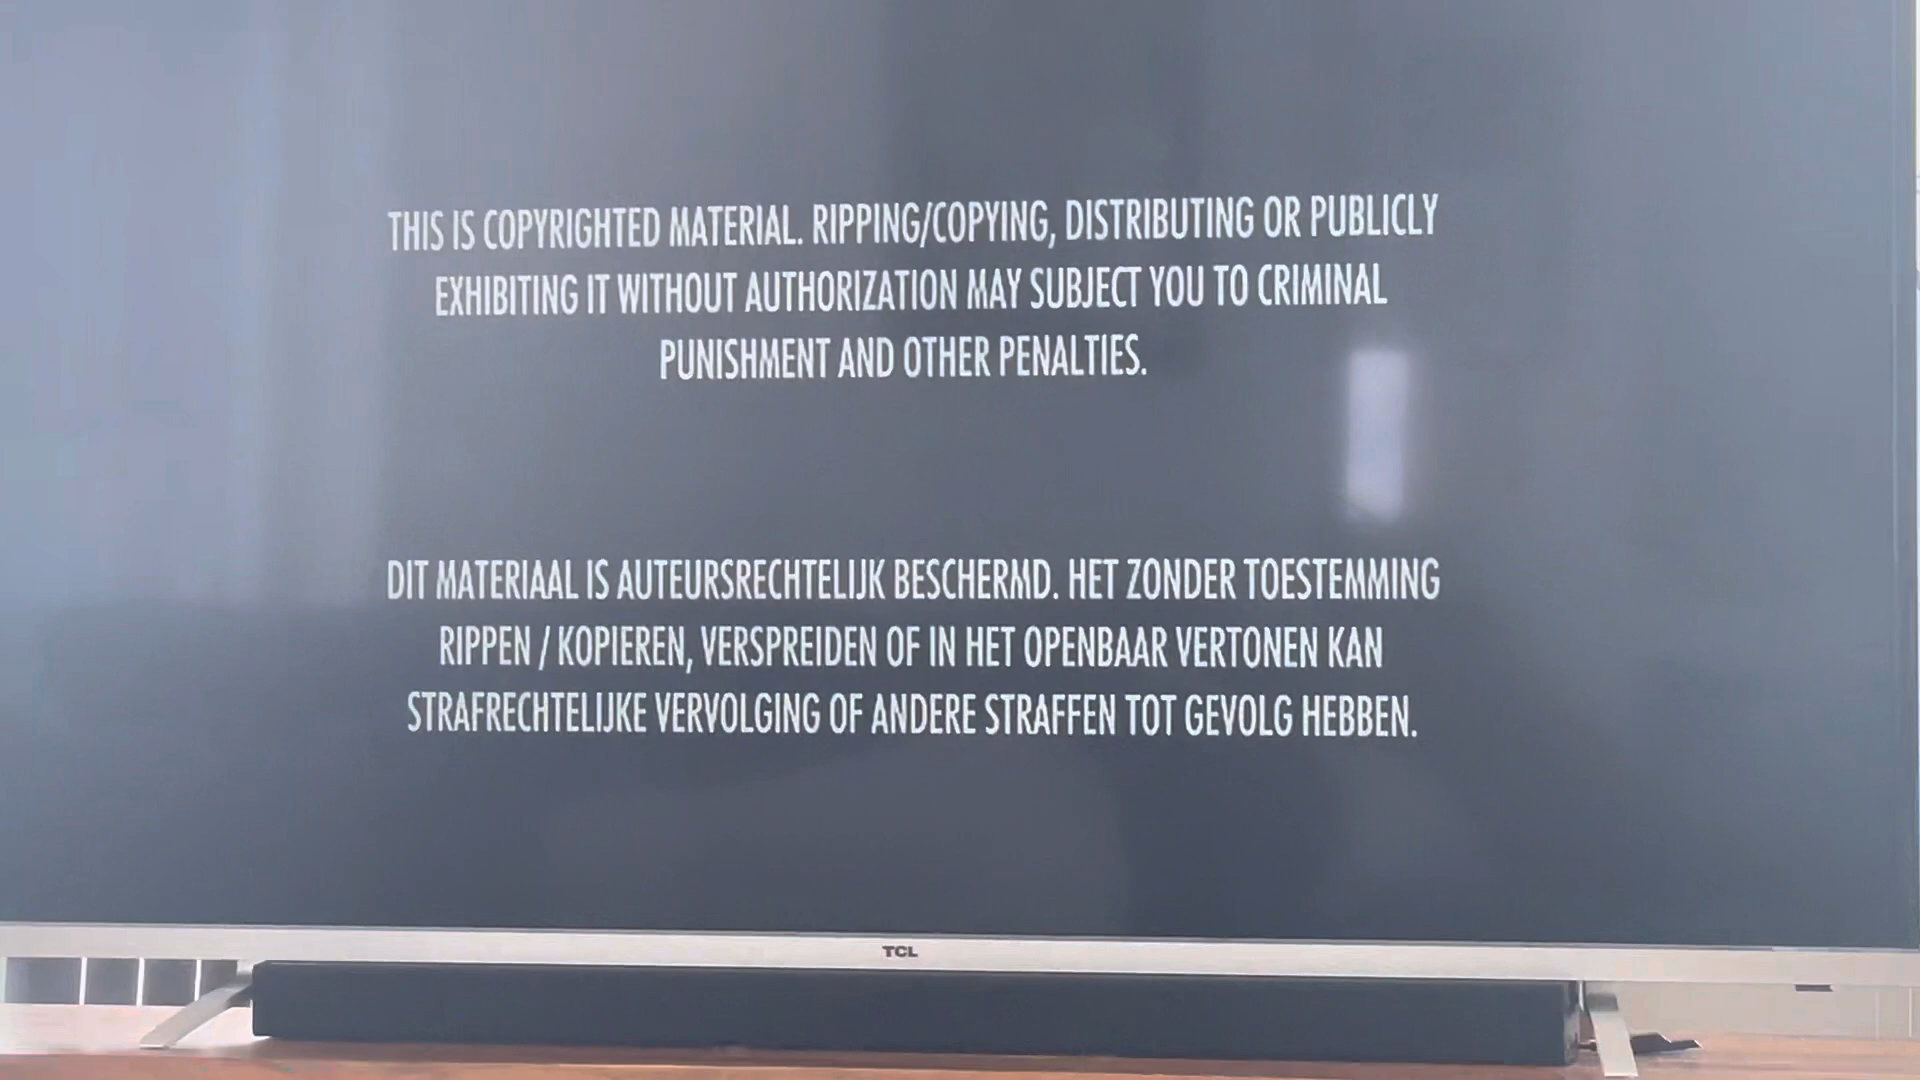 THIS IS COPYRIGHTED MATERIAL. RIPPING/COPYING, DISTRIBUTING OR PUBLICLY
EXHIBITING IT WITHOUT AUTHORIZATION MAY SUBJECT YOU TO CRIMINAL
PUNISHMENT AND OTHER PENALTIES.
DIT MATERIAAL IS AUTEURSRECHTELIJK BESCHERMD. HET ZONDER TOESTEMMING
RIPPEN / KOPIEREN, VERSPREIDEN OF IN HET OPENBAAR VERTONEN KAN
STRAFRECHTELIJKE VERVOLGING OF ANDERE STRAFFEN TOT GEVOLG HEBBEN.
TCL